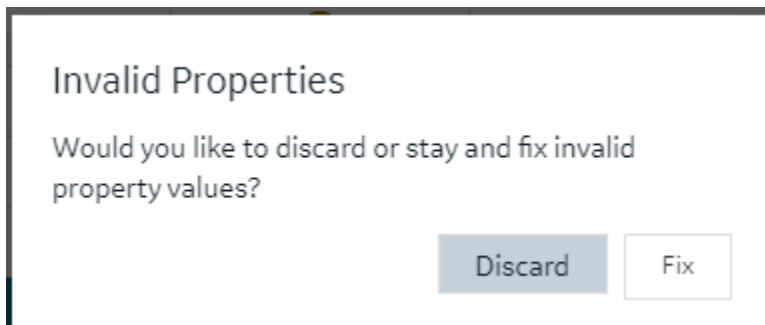 Invalid Properties
Would you like to discard or stay and fix invalid
property values?
Discard Fix